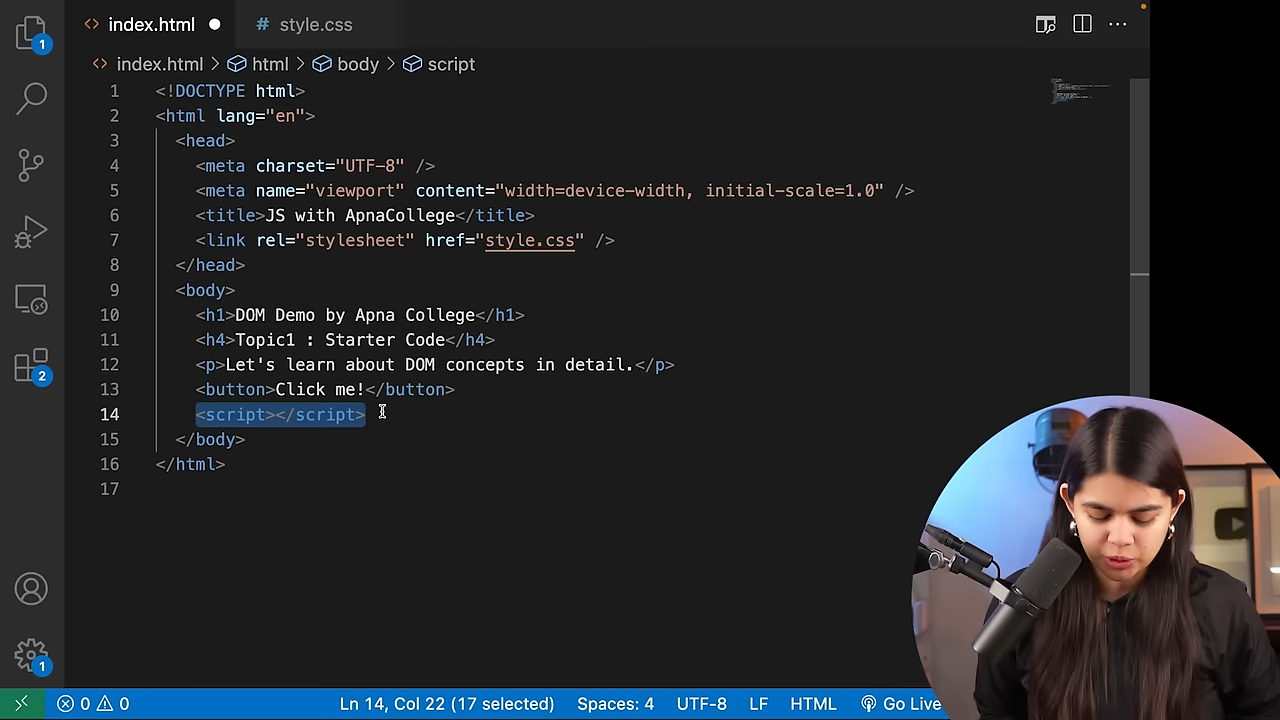 index.html
# style.css
index.html > html > body > script
1 <!DOCTYPE html>
2 <html lang="en">
3 <head>
4 <meta charset="UTF-8" />
5 <meta name="viewport" content="width=device-width, initial-scale=1.0" />
6 <title>JS with ApnaCollege</title>
7 <link rel="stylesheet" href="style.css" />
8 </head>
9 <body>
10 <h1>DOM Demo by Apna College</h1>
11 <h4>Topic1 : Starter Code</h4>
12 <p>Let's learn about DOM concepts in detail.</p>
13 <button>Click me!</button>
14 <script></script>
15 </body>
16 </html>
17
1
2
1
0 0 Ln 14, Col 22 (17 selected) Spaces: 4 UTF-8 LF HTML Go Live